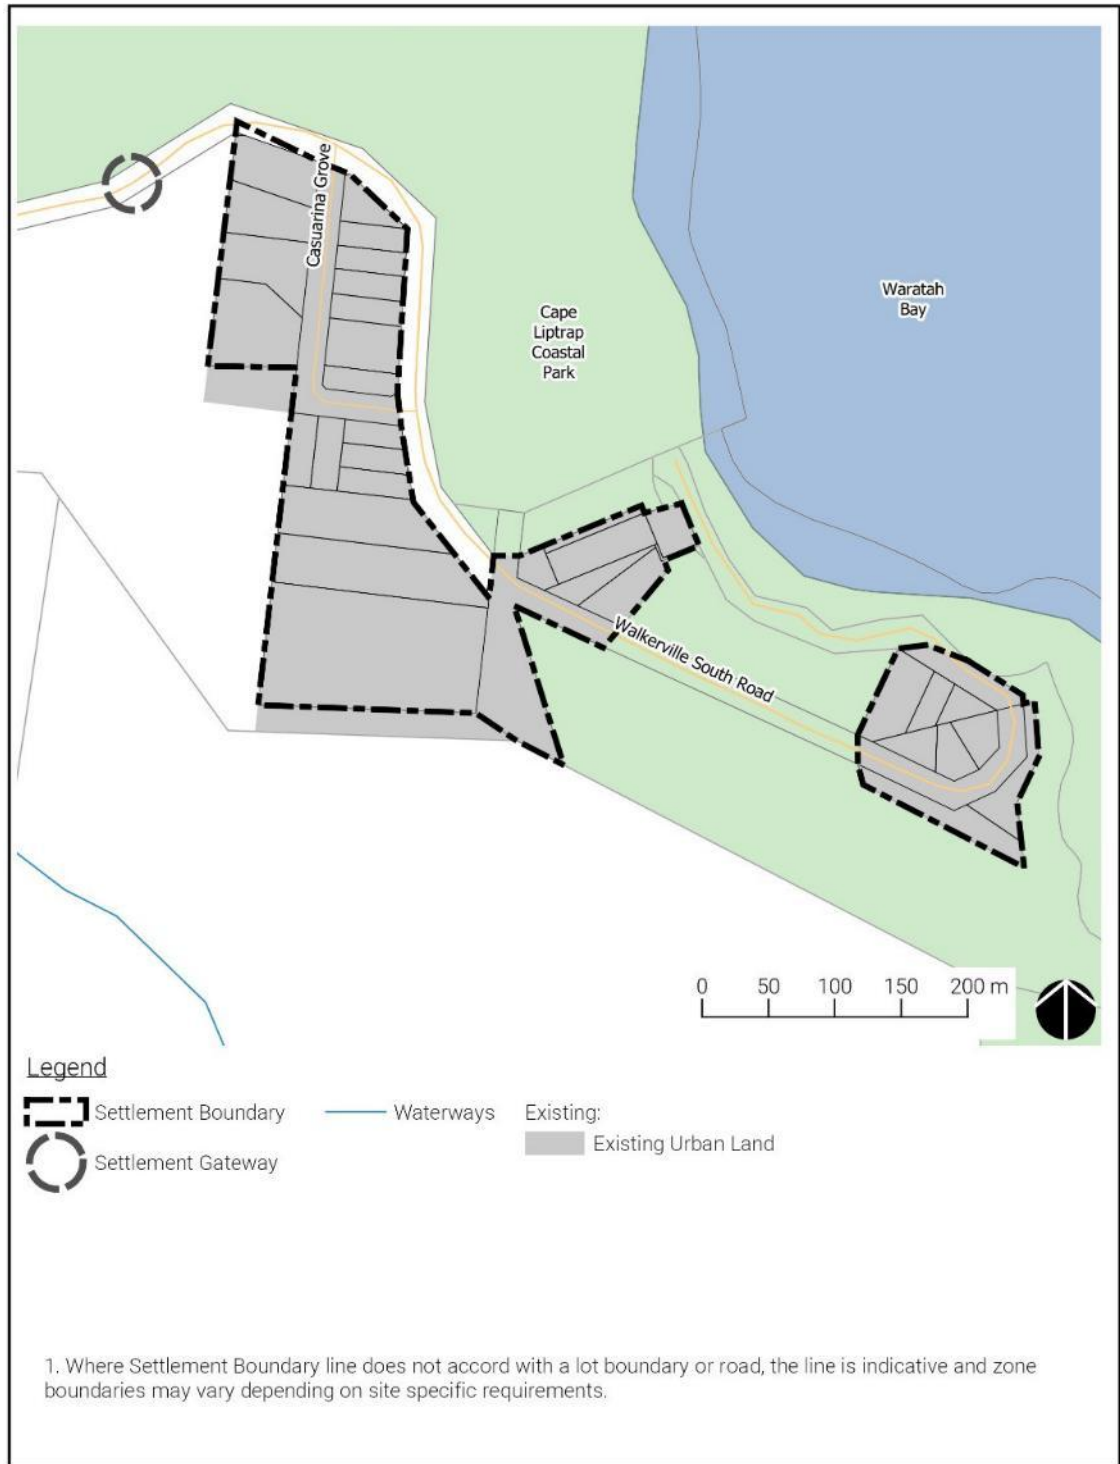 Casuarina Grove
Cape
Liptrap
Coastal
Park
Waratah
Bay
Walkerville South Road
0 50 100 150 200 m
Legend
Settlement Boundary
Waterways
Existing:
Settlement Gateway
Existing Urban Land
1. Where Settlement Boundary line does not accord with a lot boundary or road, the line is indicative and zone
boundaries may vary depending on site specific requirements.